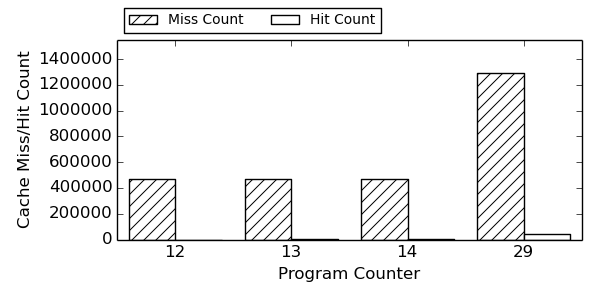 Miss Count Hit Count
Cache Miss/Hit Count
1400000
1200000
1000000
800000
600000
400000
200000
0
12 13 14 29
Program Counter